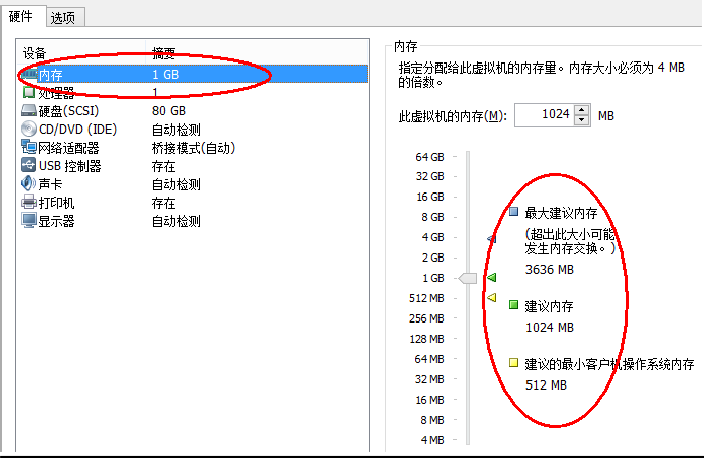 硬件 选项
设备 摘要
内存 1 GB
处理器 1
硬盘(SCSI) 80 GB
CD/DVD (IDE) 自动检测
网络适配器 桥接模式(自动)
USB 控制器 存在
声卡 自动检测
打印机 存在
显示器 自动检测
内存
指定分配给此虚拟机的内存量。内存大小必须为 4 MB
的倍数。
此虚拟机的内存(M): 1024 MB
64 GB
32 GB
16 GB
8 GB
4 GB
2 GB
1 GB
512 MB
256 MB
128 MB
64 MB
32 MB
16 MB
8 MB
4 MB
最大建议内存
(超出此大小可能
发生内存交换。)
3636 MB
建议内存
1024 MB
建议的最小客户机操作系统内存
512 MB